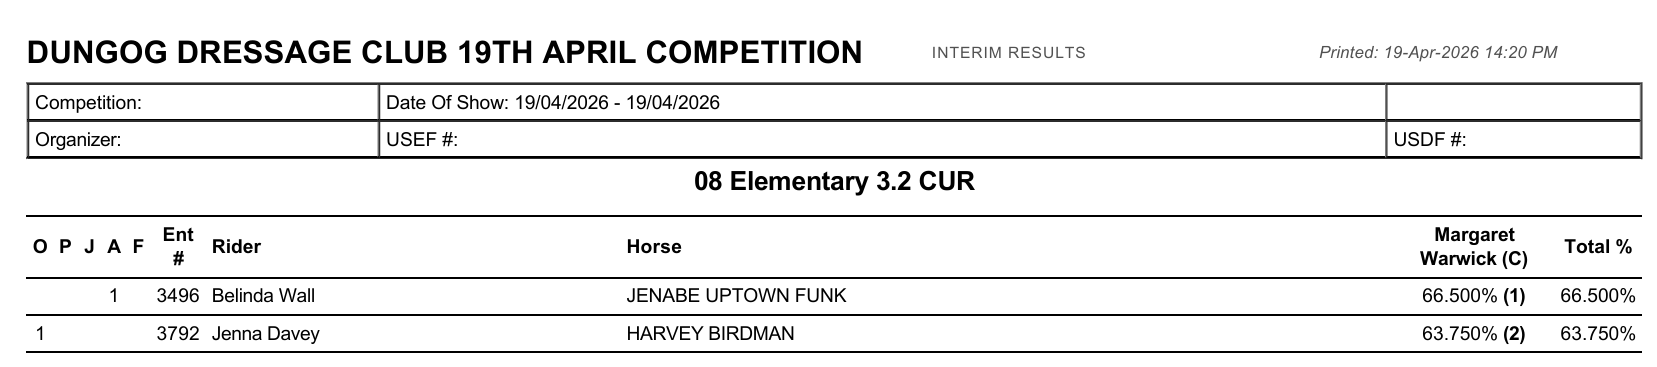 DUNGOG DRESSAGE CLUB 19TH APRIL COMPETITION INTERIM RESULTS Printed: 19-Apr-2026 14:20 PM
Competition: Date Of Show: 19/04/2026 - 19/04/2026
Organizer: USEF #: USDF #:
08 Elementary 3.2 CUR
O P J A F Ent # Rider Horse Margaret Warwick (C) Total %
1 3496 Belinda Wall JENABE UPTOWN FUNK 66.500% (1) 66.500%
1 3792 Jenna Davey HARVEY BIRDMAN 63.750% (2) 63.750%